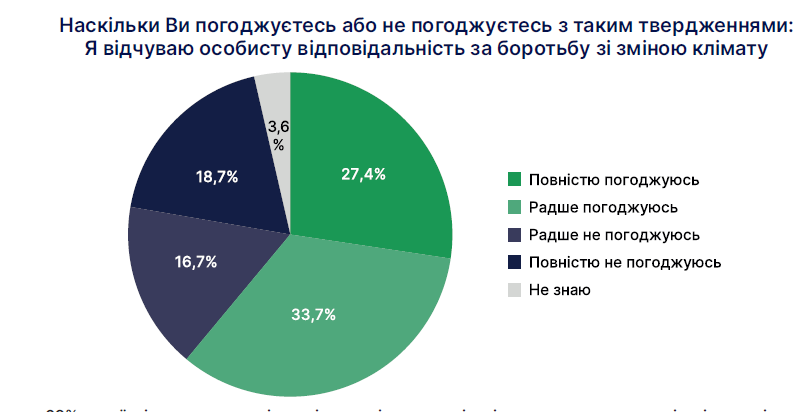 Наскільки Ви погоджуєтесь або не погоджуєтесь з таким твердженнями:
Я відчуваю особисту відповідальність за боротьбу зі зміною клімату
3,6
%
27,4%
18,7%
16,7%
33,7%
Повністю погоджуюсь
Радше погоджуюсь
Радше не погоджуюсь
Повністю не погоджуюсь
Не знаю